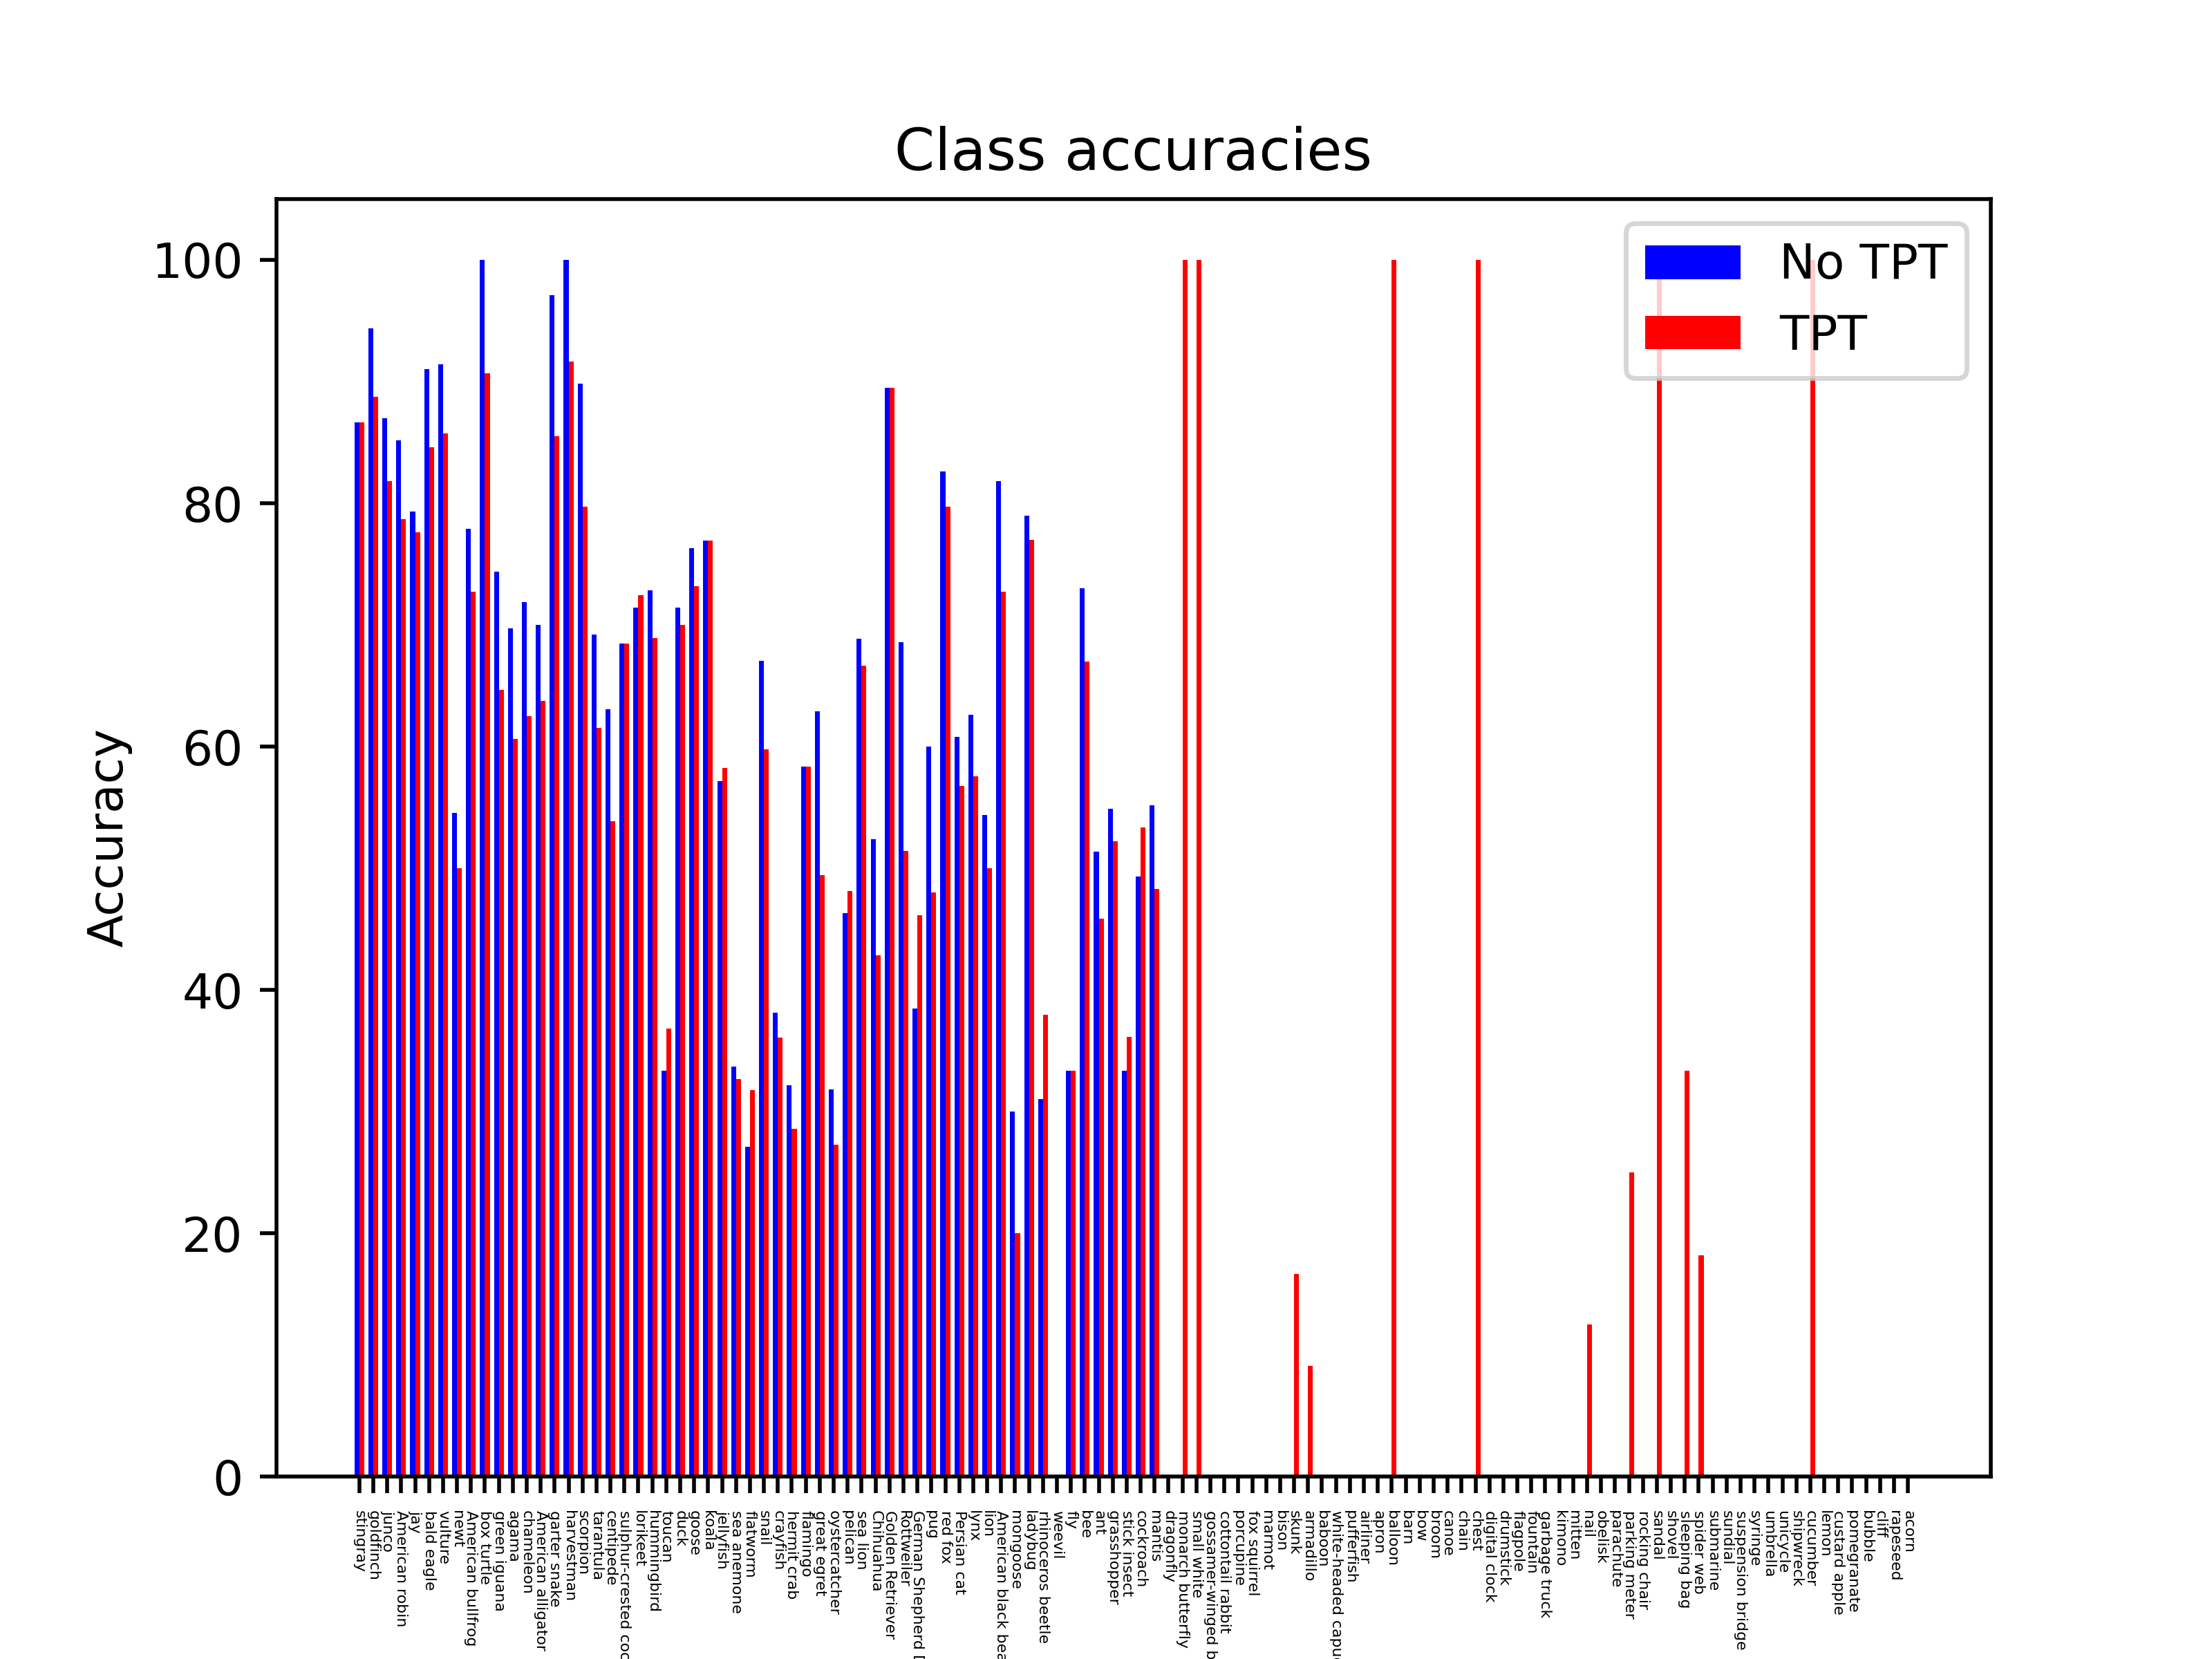 Class accuracies
No TPT
TPT
Accuracy
100
80
60
40
20
0
stingray
goldfinch
junco
American robin
jay
bald eagle
vulture
newt
American bullfrog
box turtle
green iguana
agama
chameleon
American alligator
garter snake
harvestman
scorpion
tarantula
centipede
sulphur-crested coc
lorikeet
hummingbird
toucan
duck
goose
koala
jellyfish
sea anemone
flatworm
snail
crayfish
hermit crab
flamingo
great egret
oystercatcher
pelican
sea lion
Chihuahua
Golden Retriever
Rottweiler
German Shepherd
pug
red fox
Persian cat
lynx
lion
American black bea
mongoose
ladybug
rhinoceros beetle
weevil
fly
bee
ant
grasshopper
stick insect
cockroach
mantis
dragonfly
monarch butterfly
small white
gossamer-winged b
cottontail rabbit
porcupine
fox squirrel
marmot
bison
skunk
armadillo
baboon
white-headed capu
pufferfish
airliner
apron
balloon
barn
bow
broom
canoe
chain
chest
digital clock
drumstick
flagpole
fountain
garbage truck
kimono
mitten
nail
obelisk
parachute
parking meter
rocking chair
sandal
shovel
sleeping bag
spider web
submarine
sundial
suspension bridge
syringe
umbrella
unicycle
shipwreck
cucumber
lemon
custard apple
pomegranate
bubble
cliff
rapeseed
acorn